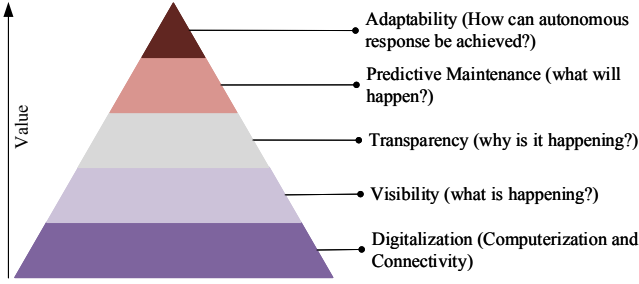 Value
Adaptability (How can autonomous
response be achieved?)
Predictive Maintenance (what will
happen?)
Transparency (why is it happening?)
Visibility (what is happening?)
Digitalization (Computerization and
Connectivity)